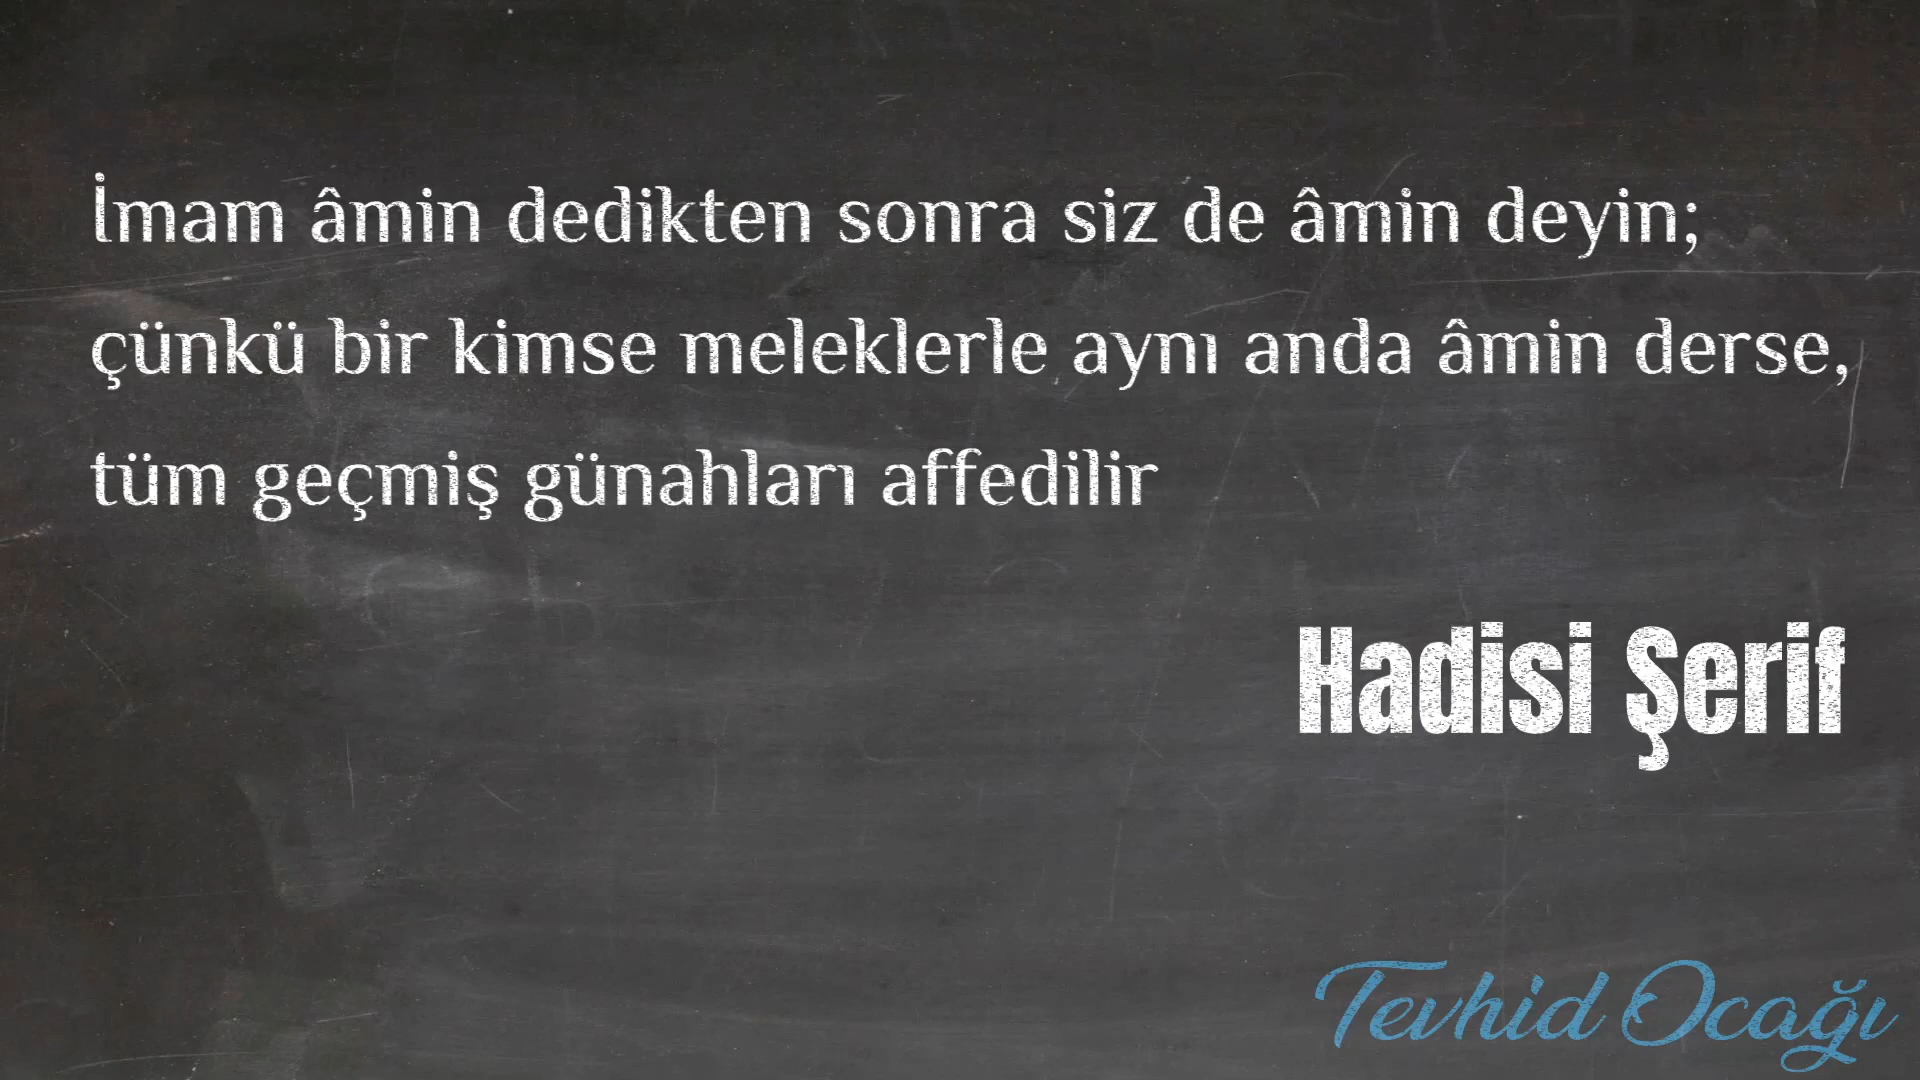 İmam âmin dedikten sonra siz de âmin deyin;
çünkü bir kimse meleklerle aynı anda âmin derse,
tüm geçmiş günahları affedilir
Hadisi Şerif
Tevhid Ocağı